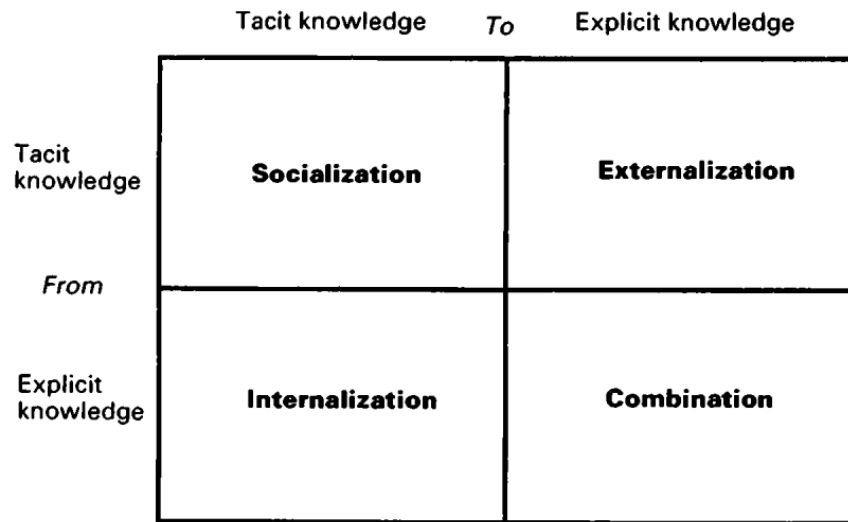 Tacit knowledge To Explicit knowledge
Tacit
knowledge
Socialization Externalization
From
Explicit
knowledge
Internalization Combination